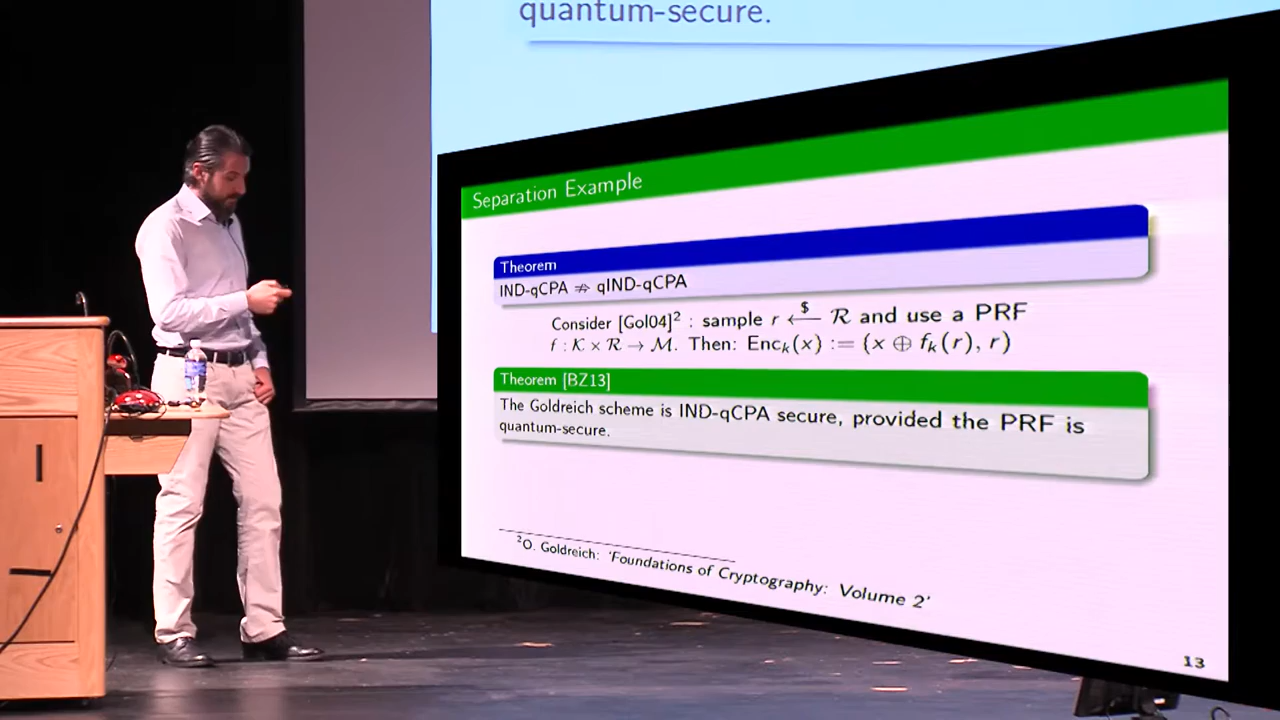 quantum-secure.
Separation Example
Theorem
IND-qCPA ⇏ qIND-qCPA
Consider [Gol04]² : sample r ←$ ℛ and use a PRF
f : 𝒦 × ℛ → ℳ. Then: Enc_k(x) := (x ⊕ f_k(r), r)
Theorem [BZ13]
The Goldreich scheme is IND-qCPA secure, provided the PRF is
quantum-secure.
²O. Goldreich: 'Foundations of Cryptography: Volume 2'
13